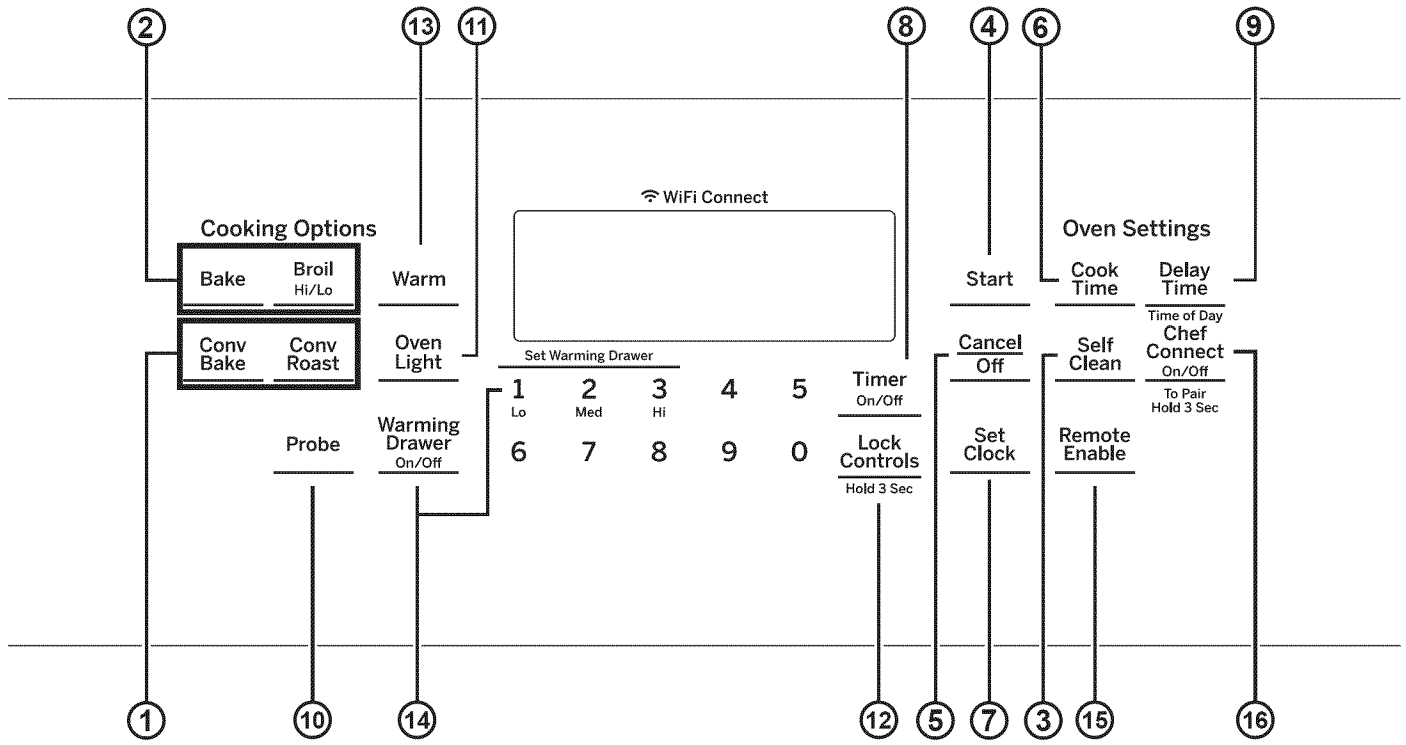 2
13
11
8
4
6
9
WiFi Connect
Cooking Options
Oven Settings
Bake
Broil
Hi/Lo
Warm
Start
Cook
Time
Delay
Time
Time of Day
Conv
Bake
Conv
Roast
Oven
Light
Set Warming Drawer
Cancel
Off
Self
Clean
Chef
Connect
On/Off
To Pair
Hold 3 Sec
1 2 3 4 5
Lo Med Hi
Timer
On/Off
Probe
Warming
Drawer
On/Off
6 7 8 9 0
Lock
Controls
Hold 3 Sec
Set
Clock
Remote
Enable
1
10
14
12
5
7
3
15
16